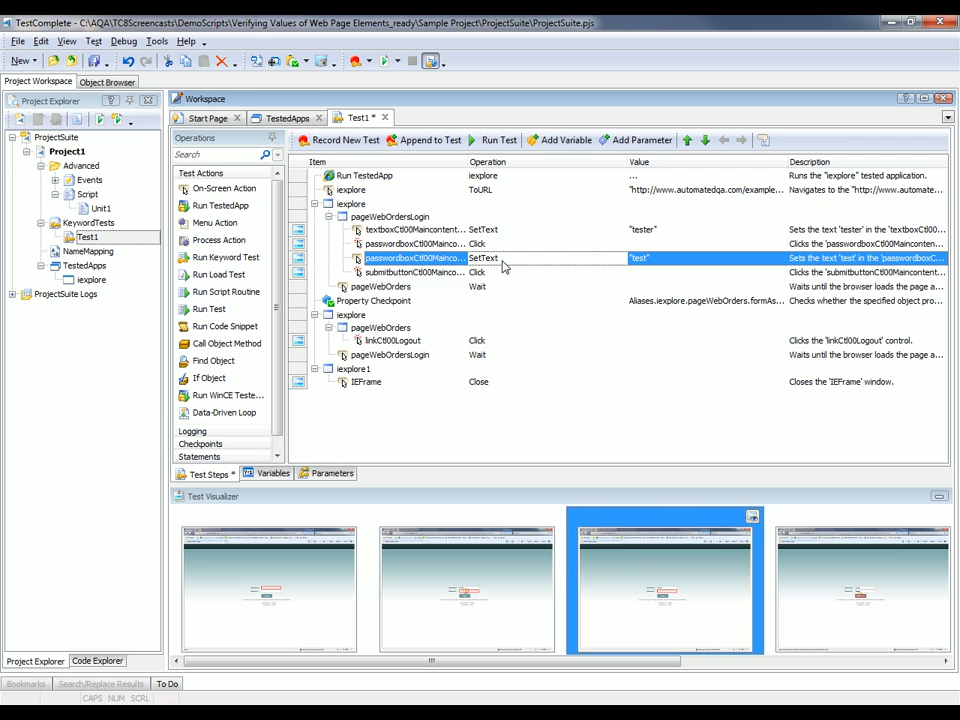 TestComplete - C:\AQA\TC8Screencasts\DemoScripts\Verifying Values of Web Page Elements_ready\Sample Project\ProjectSuite\ProjectSuite.pjs
File Edit View Test Debug Tools Help
New
Project Workspace Object Browser
Project Explorer
ProjectSuite
Project1
Advanced
Events
Script
Unit1
KeywordTests
Test1
NameMapping
TestedApps
iexplore
ProjectSuite Logs
Project Explorer Code Explorer
Workspace
Start Page TestedApps Test1 *
Operations
Search
Test Actions
On-Screen Action
Run TestedApp
Menu Action
Process Action
Run Keyword Test
Run Load Test
Run Script Routine
Run Test
Run Code Snippet
Call Object Method
Find Object
If Object
Run WinCE Teste...
Data-Driven Loop
Logging
Checkpoints
Statements
Record New Test Append to Test Run Test Add Variable Add Parameter
Item Operation Value Description
Run TestedApp iexplore ... Runs the "iexplore" tested application.
iexplore ToURL "http://www.automatedqa.com/example... Navigates to the "http://www.automate...
iexplore
pageWebOrdersLogin
textboxCtl00Maincontent... SetText "tester" Sets the text 'tester' in the 'textboxCtl00...
passwordboxCtl00Mainco... Click Clicks the 'passwordboxCtl00Mainconten...
passwordboxCtl00Mainco... SetText "test" Sets the text 'test' in the 'passwordboxC...
submitbuttonCtl00Mainco... Click Clicks the 'submitbuttonCtl00Maincontent...
pageWebOrders Wait Waits until the browser loads the page a...
Property Checkpoint Aliases.iexplore.pageWebOrders.formAs... Checks whether the specified object pro...
iexplore
pageWebOrders
linkCtl00Logout Click Clicks the 'linkCtl00Logout' control.
pageWebOrdersLogin Wait Waits until the browser loads the page a...
iexplore1
IEFrame Close Closes the 'IEFrame' window.
Test Steps * Variables Parameters
Test Visualizer
Bookmarks Search/Replace Results To Do
CAPS NUM SCRL